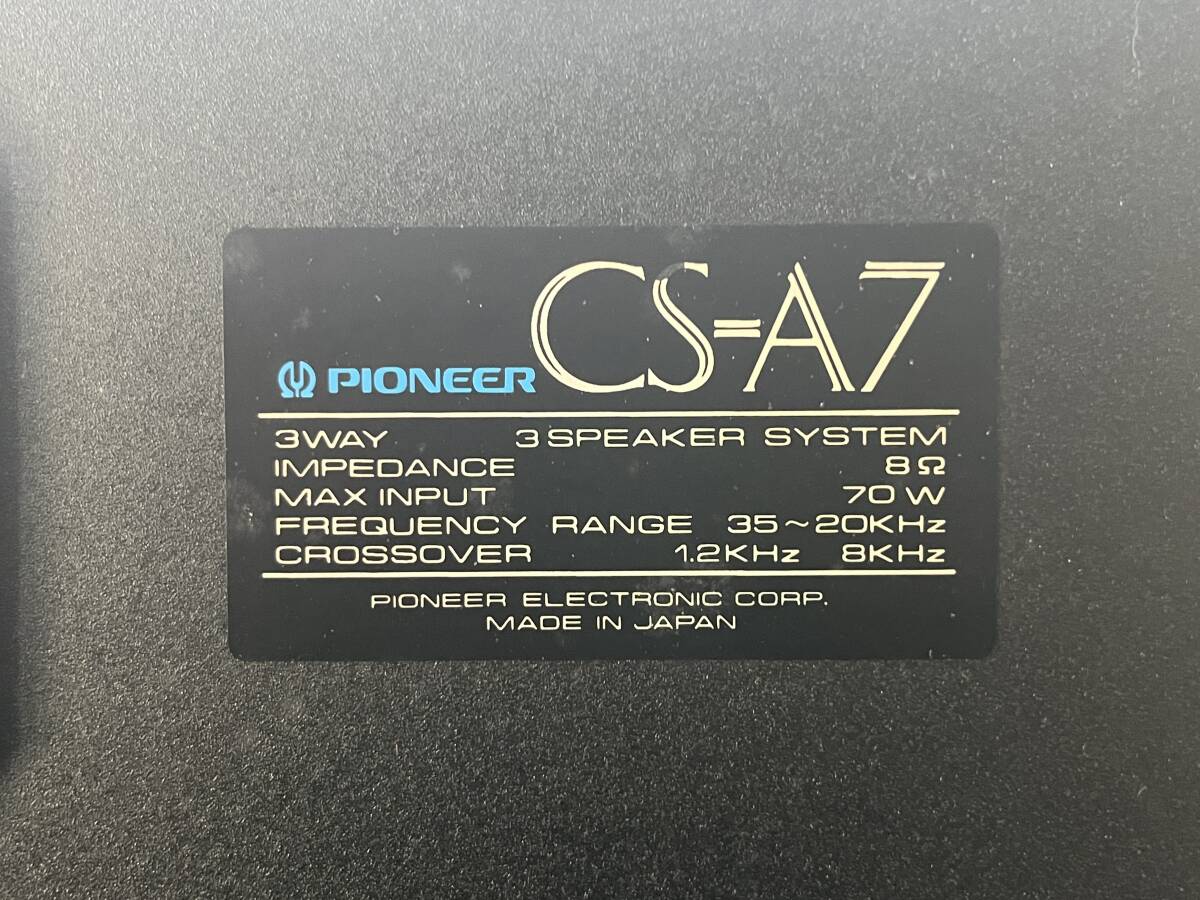 PIONEER CS-A7
3WAY 3 SPEAKER SYSTEM
IMPEDANCE 8Ω
MAX INPUT 70 W
FREQUENCY RANGE 35~20KHz
CROSSOVER 1.2KHz 8KHz
PIONEER ELECTRONIC CORP.
MADE IN JAPAN